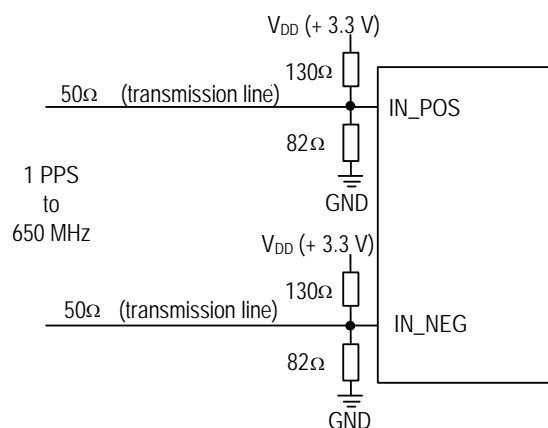 V_DD (+ 3.3 V)
130Ω
50Ω (transmission line)
IN_POS
82Ω
1 PPS
to
650 MHz
GND
V_DD (+ 3.3 V)
130Ω
50Ω (transmission line)
IN_NEG
82Ω
GND